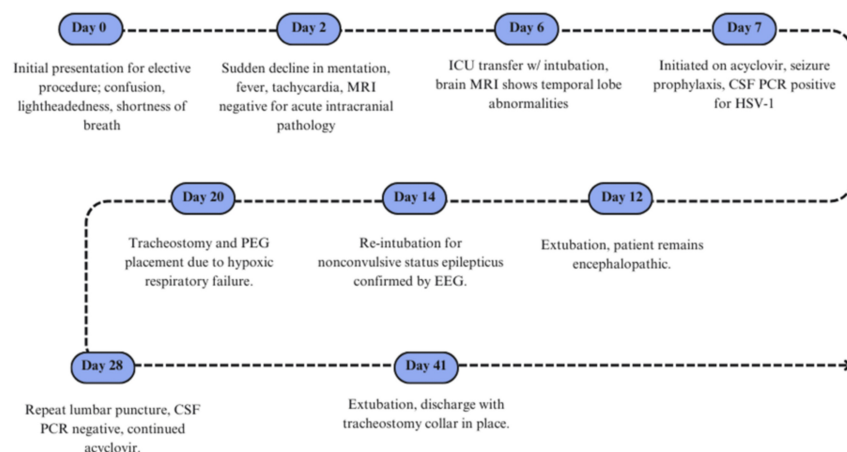 Day 0
Initial presentation for elective
procedure; confusion,
lightheadedness, shortness of
breath
Day 2
Sudden decline in mentation,
fever, tachycardia, MRI
negative for acute intracranial
pathology
Day 6
ICU transfer w/ intubation,
brain MRI shows temporal lobe
abnormalities
Day 7
Initiated on acyclovir, seizure
prophylaxis, CSF PCR positive
for HSV-1
Day 12
Extubation, patient remains
encephalopathic.
Day 14
Re-intubation for
nonconvulsive status epilepticus
confirmed by EEG.
Day 20
Tracheostomy and PEG
placement due to hypoxic
respiratory failure.
Day 28
Repeat lumbar puncture, CSF
PCR negative, continued
acyclovir.
Day 41
Extubation, discharge with
tracheostomy collar in place.